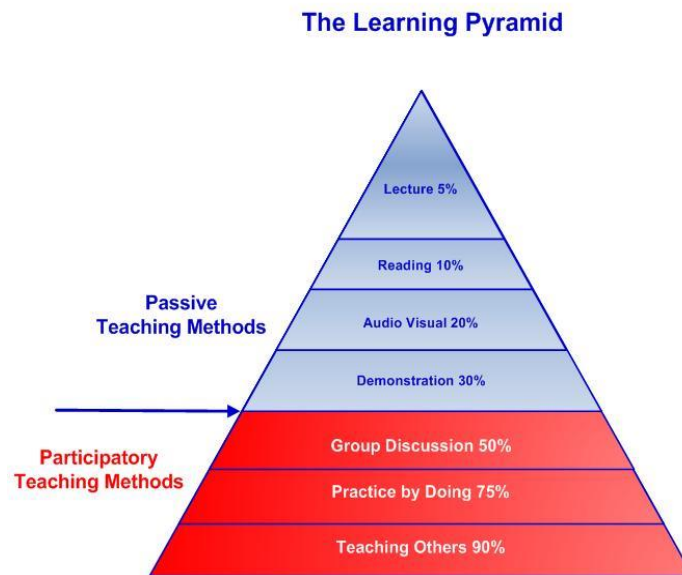 The Learning Pyramid
Lecture 5%
Reading 10%
Passive
Teaching Methods
Audio Visual 20%
Demonstration 30%
Participatory
Teaching Methods
Group Discussion 50%
Practice by Doing 75%
Teaching Others 90%